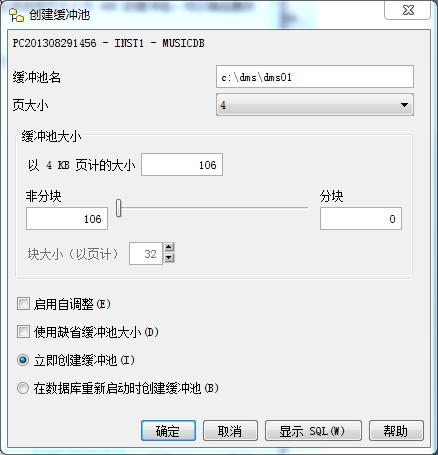 创建缓冲池
PC201308291456 - INST1 - MUSICDB
缓冲池名 c:\dms\dms01
页大小 4
缓冲池大小
以 4 KB 页计的大小 106
非分块 分块
106 0
块大小（以页计） 32
启用自调整(E)
使用缺省缓冲池大小(D)
立即创建缓冲池(I)
在数据库重新启动时创建缓冲池(B)
确定 取消 显示 SQL(W) 帮助